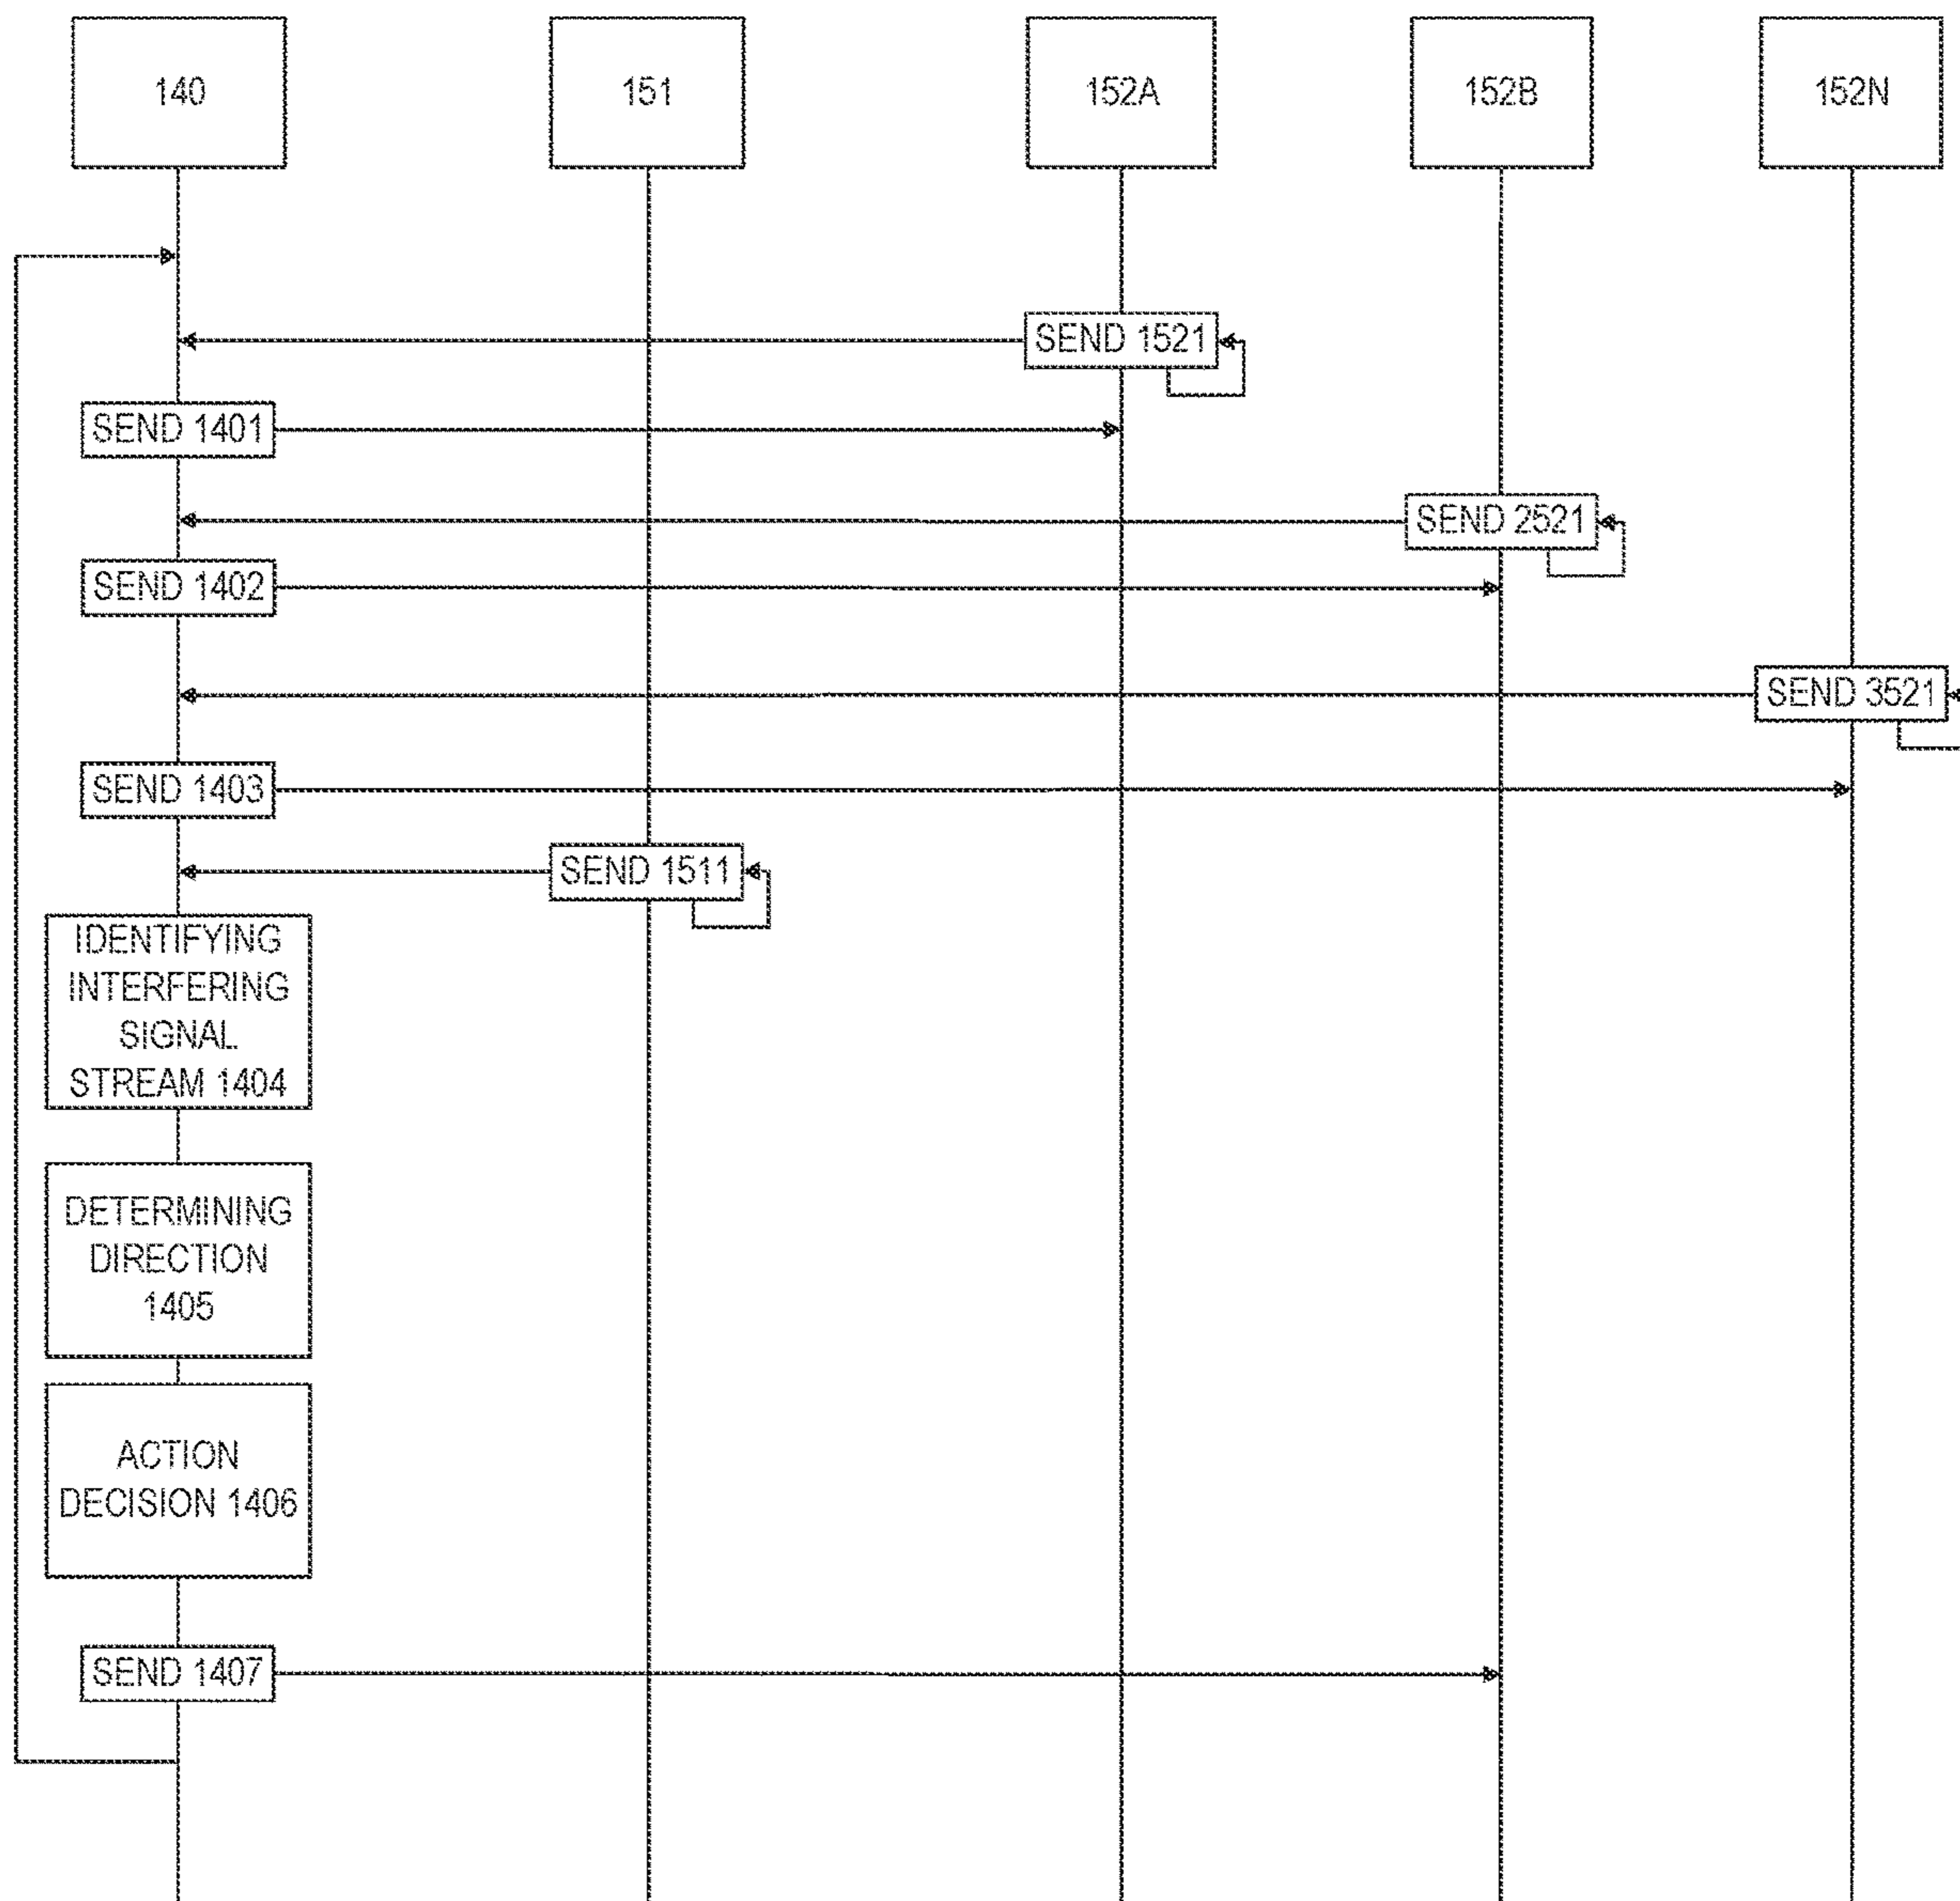 140
151
152A
152B
152N
SEND 1521
SEND 1401
SEND 2521
SEND 1402
SEND 3521
SEND 1403
SEND 1511
IDENTIFYING
INTERFERING
SIGNAL
STREAM 1404
DETERMINING
DIRECTION
1405
ACTION
DECISION 1406
SEND 1407